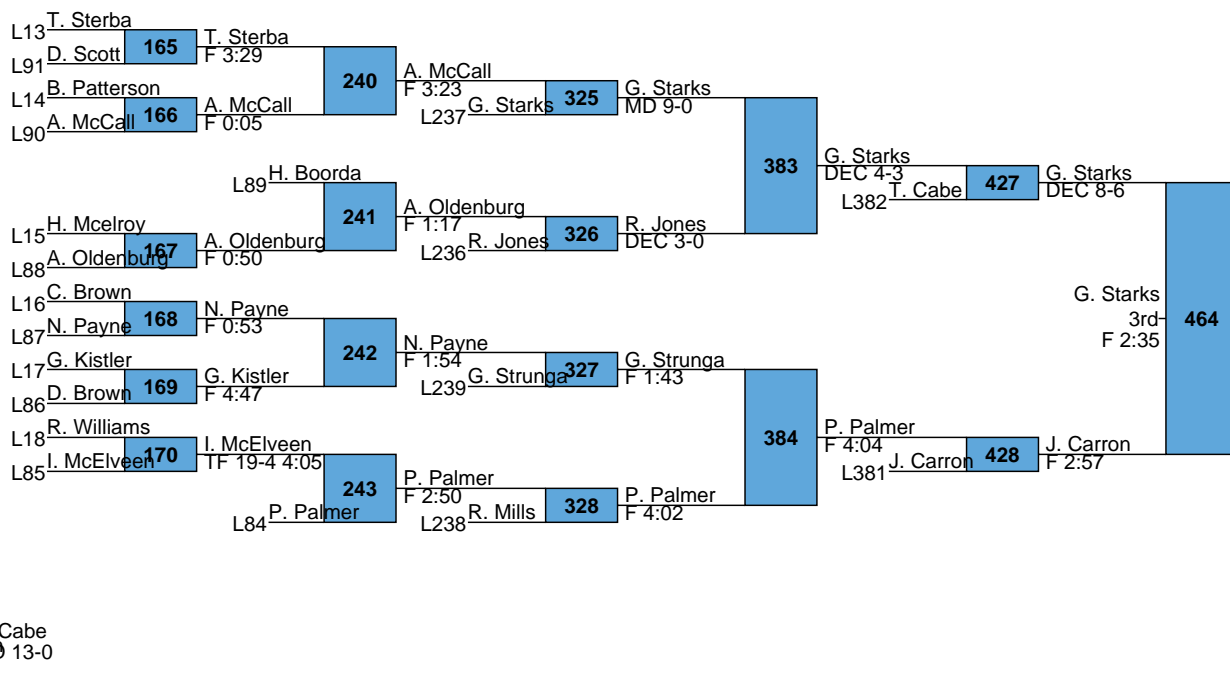 L13 T. Sterba
L91 D. Scott
165
T. Sterba
F 3:29
L14 B. Patterson
L90 A. McCall
166
A. McCall
F 0:05
240
A. McCall
F 3:23
L237 G. Starks
325
G. Starks
MD 9-0
L89 H. Boorda
L15 H. Mcelroy
L88 A. Oldenburg
167
A. Oldenburg
F 0:50
241
A. Oldenburg
F 1:17
L236 R. Jones
326
R. Jones
DEC 3-0
383
G. Starks
DEC 4-3
L382 T. Cabe
427
G. Starks
DEC 8-6
L16 C. Brown
L87 N. Payne
168
N. Payne
F 0:53
L17 G. Kistler
L86 D. Brown
169
G. Kistler
F 4:47
242
N. Payne
F 1:54
L239 G. Strunga
327
G. Strunga
F 1:43
L18 R. Williams
L85 I. McElveen
170
I. McElveen
TF 19-4 4:05
L84 P. Palmer
243
P. Palmer
F 2:50
L238 R. Mills
328
P. Palmer
F 4:02
384
P. Palmer
F 4:04
L381 J. Carron
428
J. Carron
F 2:57
464
G. Starks
3rd
F 2:35
Cabe
13-0